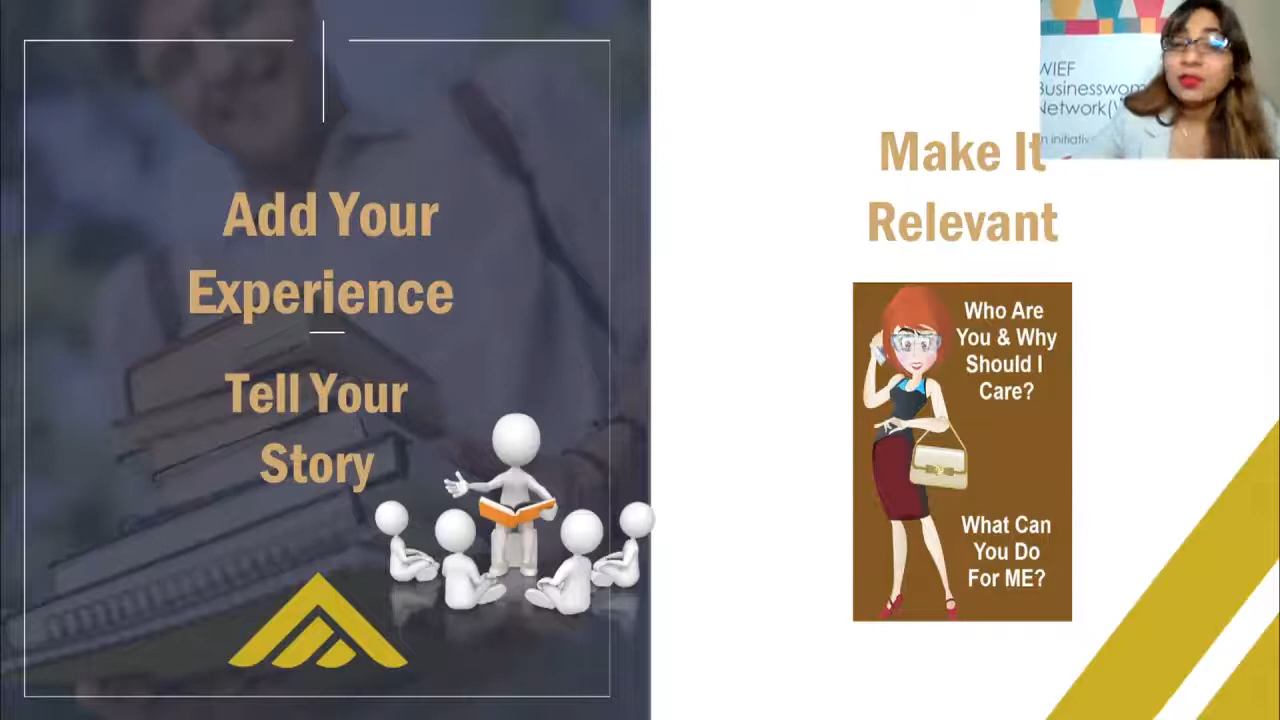 Add Your
Experience
Tell Your
Story
Make It
Relevant
Who Are
You & Why
Should I
Care?
What Can
You Do
For ME?
WIEF
Businesswom
Network(
n initiativ